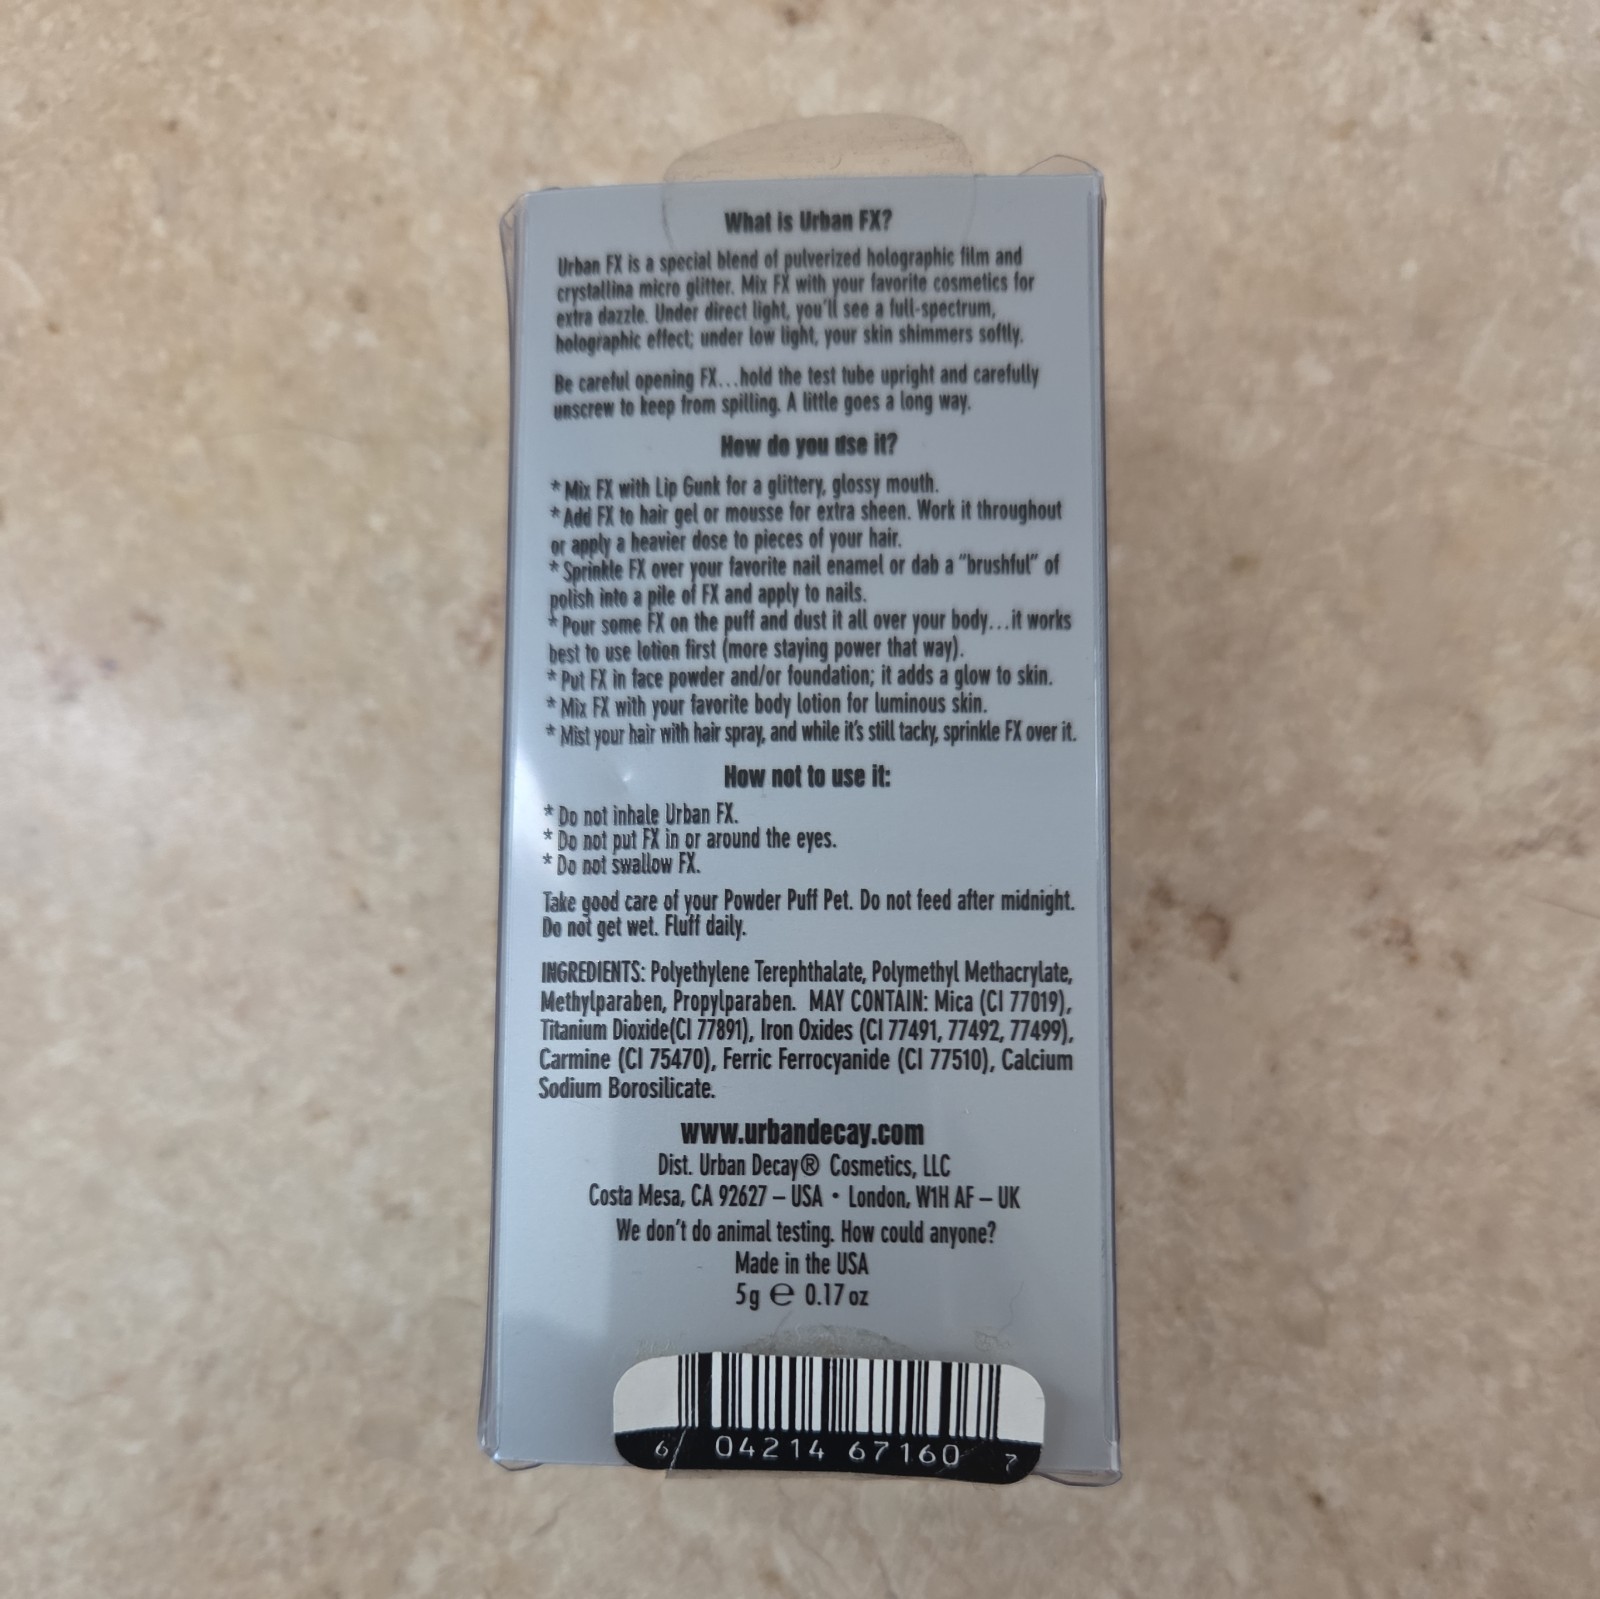 What is Urban FX?
Urban FX is a special blend of pulverized holographic film and
crystallina micro glitter. Mix FX with your favorite cosmetics for
extra dazzle. Under direct light, you'll see a full-spectrum,
holographic effect; under low light, your skin shimmers softly.
Be careful opening FX...hold the test tube upright and carefully
unscrew to keep from spilling. A little goes a long way.
How do you use it?
* Mix FX with Lip Gunk for a glittery, glossy mouth.
* Add FX to hair gel or mousse for extra sheen. Work it throughout
or apply a heavier dose to pieces of your hair.
* Sprinkle FX over your favorite nail enamel or dab a "brushful" of
polish into a pile of FX and apply to nails.
* Pour some FX on the puff and dust it all over your body...it works
best to use lotion first (more staying power that way).
* Put FX in face powder and/or foundation; it adds a glow to skin.
* Mix FX with your favorite body lotion for luminous skin.
* Mist your hair with hair spray, and while it's still tacky, sprinkle FX over it.
How not to use it:
* Do not inhale Urban FX.
* Do not put FX in or around the eyes.
* Do not swallow FX.
Take good care of your Powder Puff Pet. Do not feed after midnight.
Do not get wet. Fluff daily.
INGREDIENTS: Polyethylene Terephthalate, Polymethyl Methacrylate,
Methylparaben, Propylparaben. MAY CONTAIN: Mica (CI 77019),
Titanium Dioxide(CI 77891), Iron Oxides (CI 77491, 77492, 77499),
Carmine (CI 75470), Ferric Ferrocyanide (CI 77510), Calcium
Sodium Borosilicate.
www.urbandecay.com
Dist. Urban Decay® Cosmetics, LLC
Costa Mesa, CA 92627 – USA • London, W1H AF – UK
We don't do animal testing. How could anyone?
Made in the USA
5g ℮ 0.17 oz
6 04214 67160 7